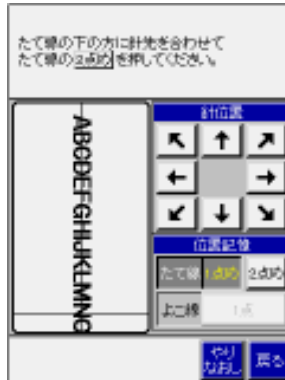 たて線の下の方に針先を合わせて
たて線の2点めを押してください。
針位置
ABCDEFGHIJKLMNO
位置記憶
たて線 1点め 2点め
よこ線 1点
やり
なおし
戻る